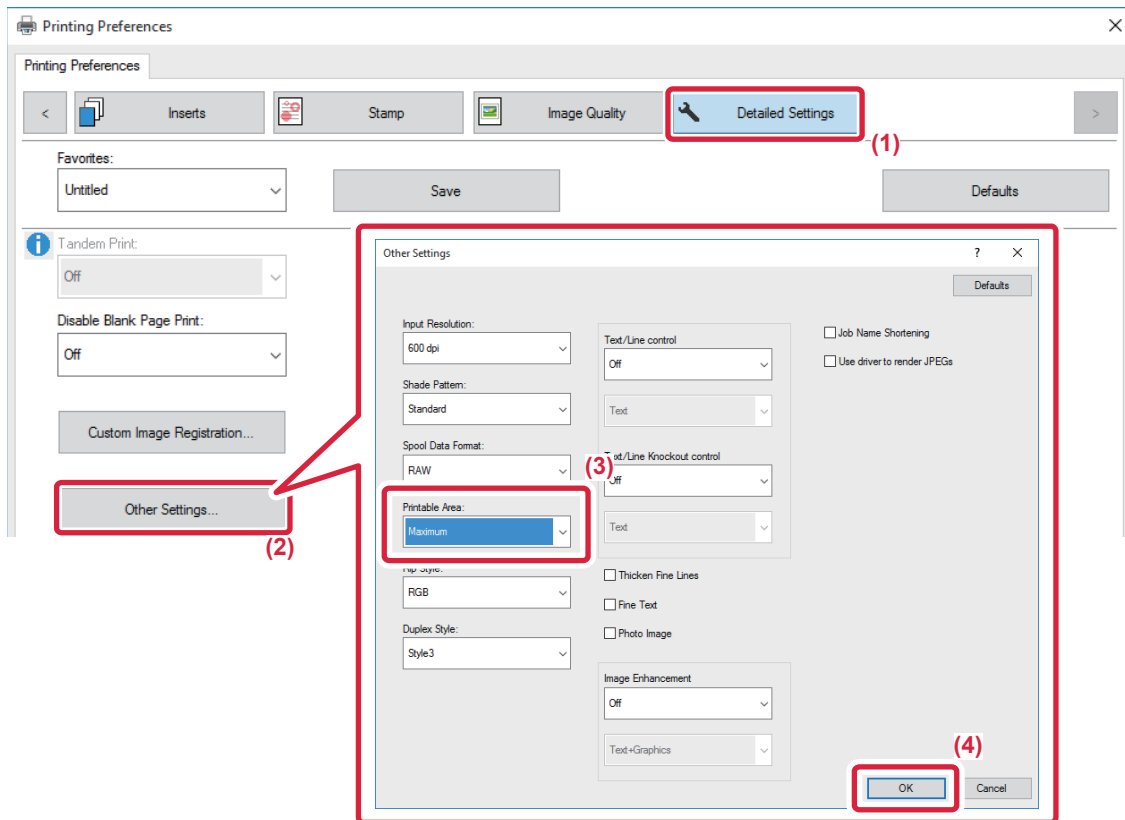 Printing Preferences
Printing Preferences
< Inserts Stamp Image Quality Detailed Settings >
(1)
Favorites:
Untitled Save Defaults
Tandem Print:
Off
Disable Blank Page Print:
Off
Custom Image Registration...
Other Settings...
(2)
Other Settings ?
Defaults
Input Resolution:
600 dpi
Shade Pattern:
Standard
Spool Data Format:
RAW
(3)
Printable Area:
Maximum
Rip Style:
RGB
Duplex Style:
Style3
Text/Line control
Off
Text
Text/Line Knockout control
Off
Text
Thicken Fine Lines
Fine Text
Photo Image
Image Enhancement
Off
Text+Graphics
Job Name Shortening
Use driver to render JPEGs
(4)
OK Cancel